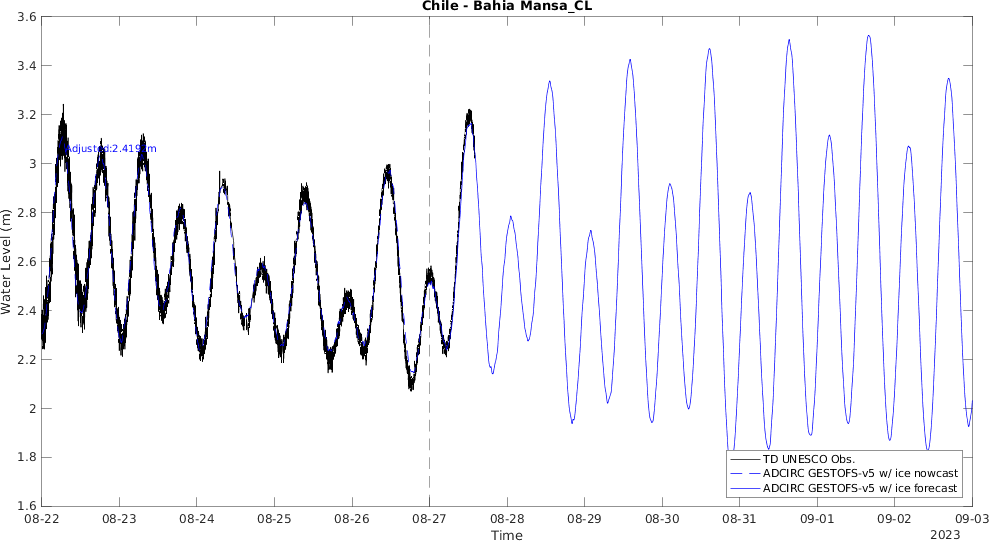 Chile - Bahia Mansa_CL
3.6
3.4
3.2
3
2.8
2.6
2.4
2.2
2
1.8
1.6
Water Level (m)
Adjusted:2.419 m
TD UNESCO Obs.
ADCIRC GESTOFS-v5 w/ ice nowcast
ADCIRC GESTOFS-v5 w/ ice forecast
08-22 08-23 08-24 08-25 08-26 08-27 08-28 08-29 08-30 08-31 09-01 09-02 09-03
Time
2023